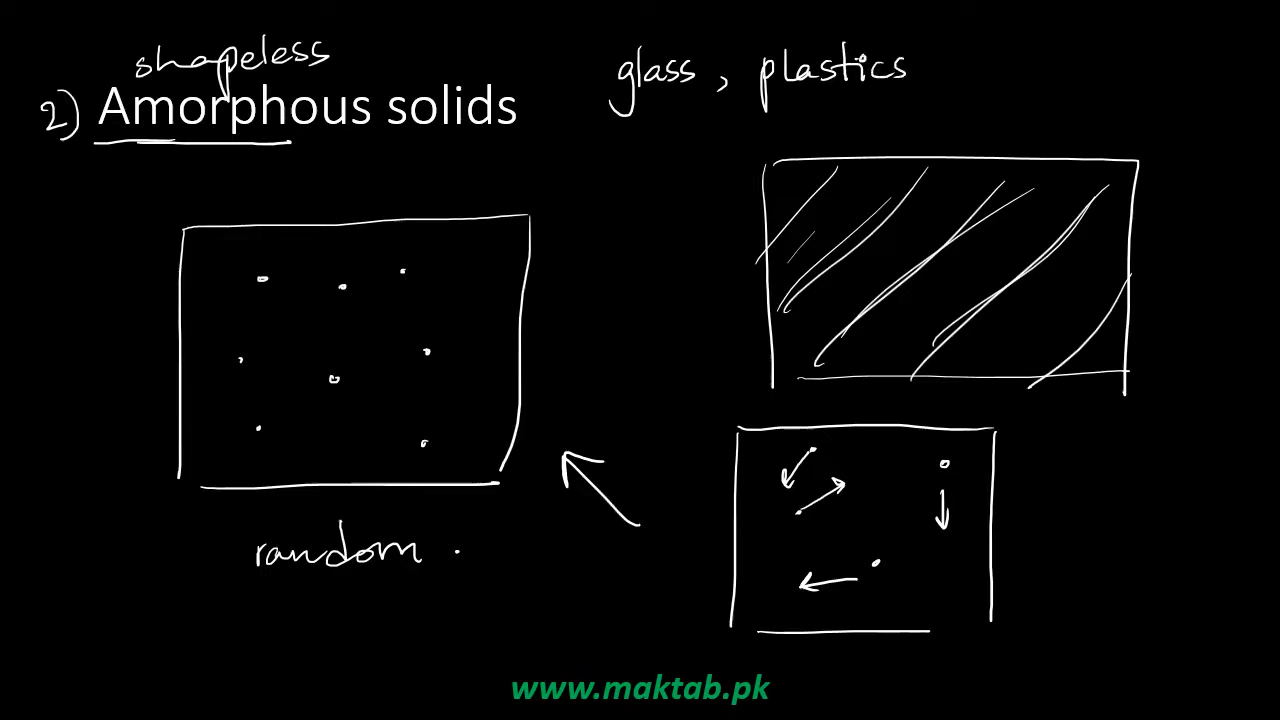 shapeless
2) Amorphous solids
glass, plastics
random .
www.maktab.pk